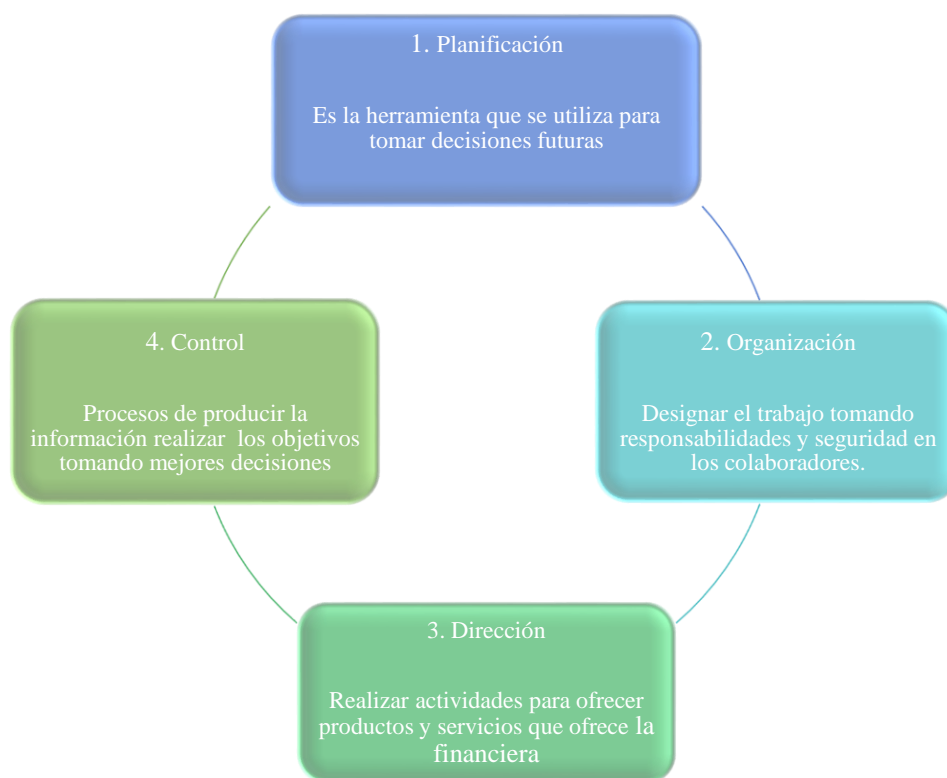 1. Planificación
Es la herramienta que se utiliza para
tomar decisiones futuras
2. Organización
Designar el trabajo tomando
responsabilidades y seguridad en
los colaboradores.
3. Dirección
Realizar actividades para ofrecer
productos y servicios que ofrece la
financiera
4. Control
Procesos de producir la
información realizar  los objetivos
tomando mejores decisiones